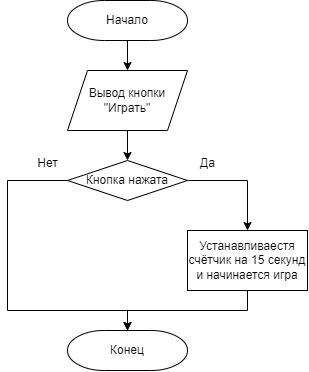 Начало
Вывод кнопки
"Играть"
Нет
Кнопка нажата
Да
Устанавливаестя
счётчик на 15 секунд
и начинается игра
Конец